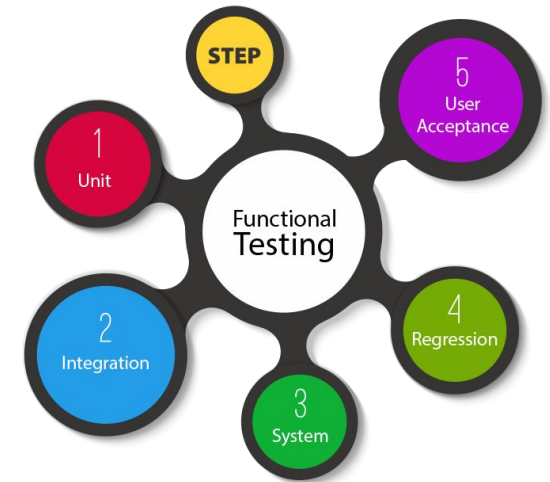 STEP
1
Unit
2
Integration
3
System
4
Regression
5
User
Acceptance
Functional
Testing